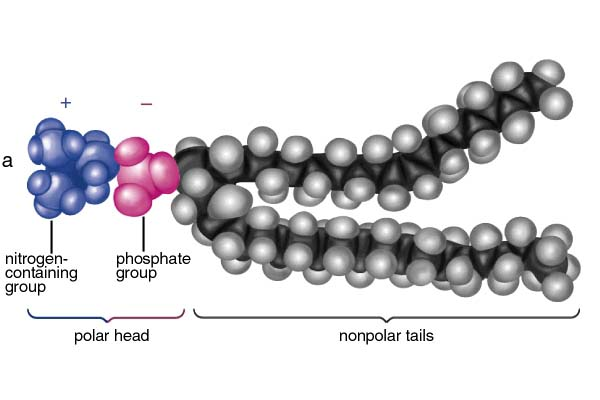 +
−
a
nitrogen-
containing
group
phosphate
group
polar head
nonpolar tails